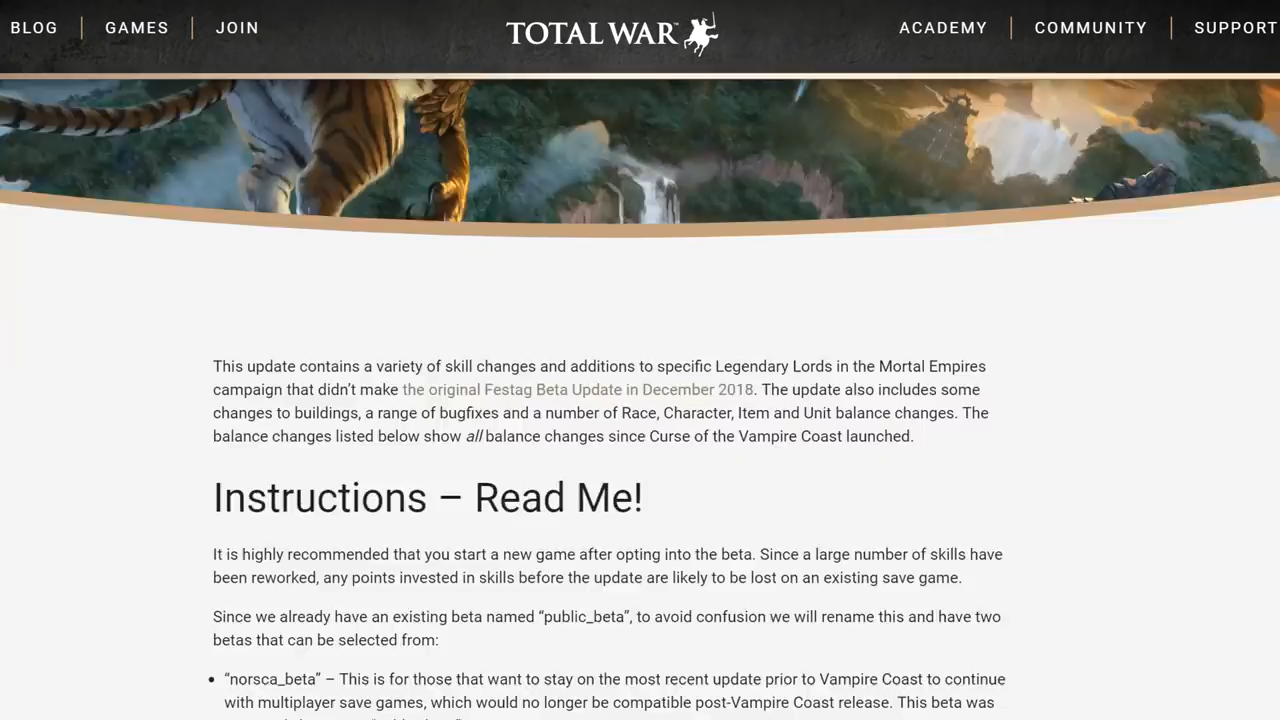 BLOG GAMES JOIN TOTAL WAR™ ACADEMY COMMUNITY SUPPORT
This update contains a variety of skill changes and additions to specific Legendary Lords in the Mortal Empires
campaign that didn’t make the original Festag Beta Update in December 2018. The update also includes some
changes to buildings, a range of bugfixes and a number of Race, Character, Item and Unit balance changes. The
balance changes listed below show all balance changes since Curse of the Vampire Coast launched.
Instructions – Read Me!
It is highly recommended that you start a new game after opting into the beta. Since a large number of skills have
been reworked, any points invested in skills before the update are likely to be lost on an existing save game.
Since we already have an existing beta named “public_beta”, to avoid confusion we will rename this and have two
betas that can be selected from:
• “norsca_beta” – This is for those that want to stay on the most recent update prior to Vampire Coast to continue
with multiplayer save games, which would no longer be compatible post-Vampire Coast release. This beta was